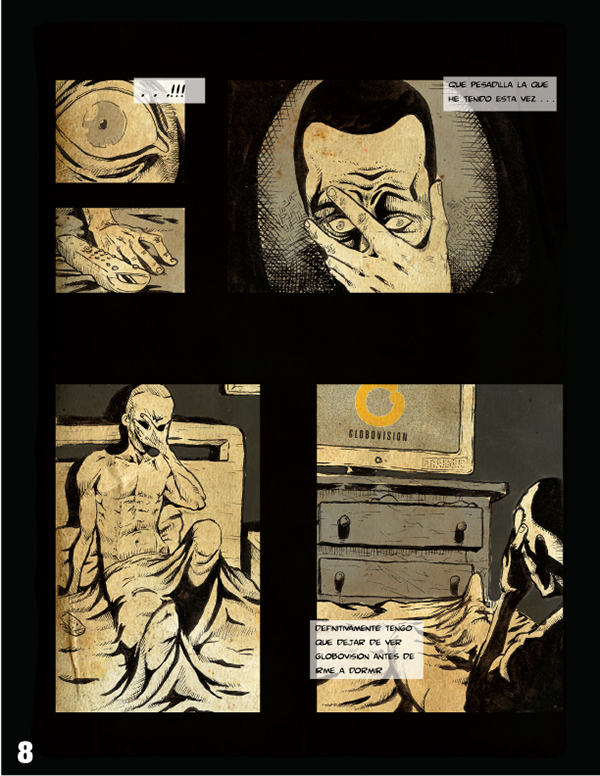 . . .!!!
QUE PESADILLA LA QUE
HE TENIDO ESTA VEZ . . .
GLOBOVISION
DEFINITIVAMENTE TENGO
QUE DEJAR DE VER
GLOBOVISION ANTES DE
IRME A DORMIR
8